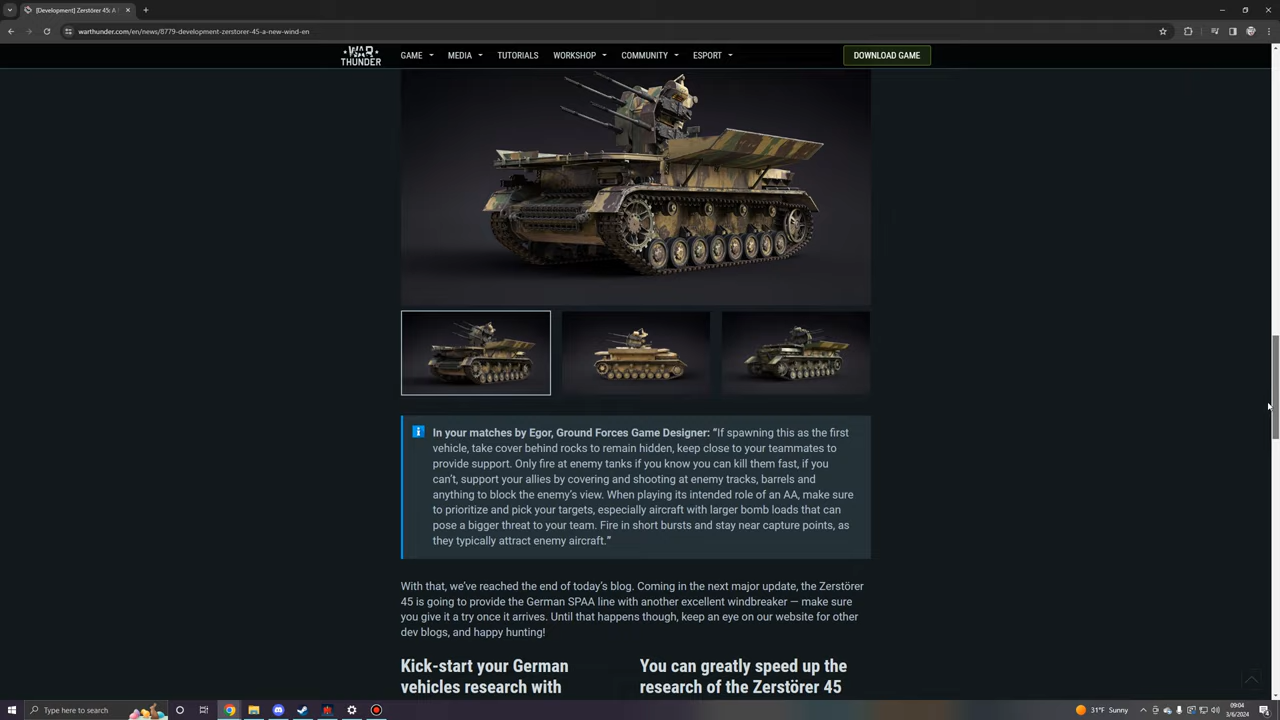 [Development] Zerstörer 45: A
warthunder.com/en/news/8779-development-zerstorer-45-a-new-wind-en
WAR THUNDER
GAME
MEDIA
TUTORIALS
WORKSHOP
COMMUNITY
ESPORT
DOWNLOAD GAME
In your matches by Egor, Ground Forces Game Designer: “If spawning this as the first
vehicle, take cover behind rocks to remain hidden, keep close to your teammates to
provide support. Only fire at enemy tanks if you know you can kill them fast, if you
can’t, support your allies by covering and shooting at enemy tracks, barrels and
anything to block the enemy’s view. When playing its intended role of an AA, make sure
to prioritize and pick your targets, especially aircraft with larger bomb loads that can
pose a bigger threat to your team. Fire in short bursts and stay near capture points, as
they typically attract enemy aircraft.”
With that, we’ve reached the end of today’s blog. Coming in the next major update, the Zerstörer
45 is going to provide the German SPAA line with another excellent windbreaker — make sure
you give it a try once it arrives. Until that happens though, keep an eye on our website for other
dev blogs, and happy hunting!
Kick-start your German
vehicles research with
You can greatly speed up the
research of the Zerstörer 45
Type here to search
31°F Sunny
09:04
3/6/2024